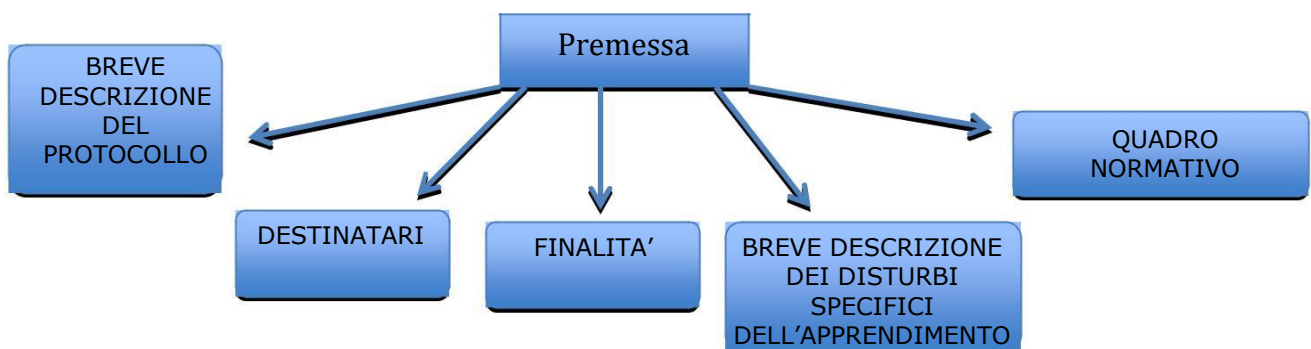 Premessa
BREVE
DESCRIZIONE
DEL
PROTOCOLLO
DESTINATARI
FINALITA’
BREVE DESCRIZIONE
DEI DISTURBI
SPECIFICI
DELL’APPRENDIMENTO
QUADRO
NORMATIVO